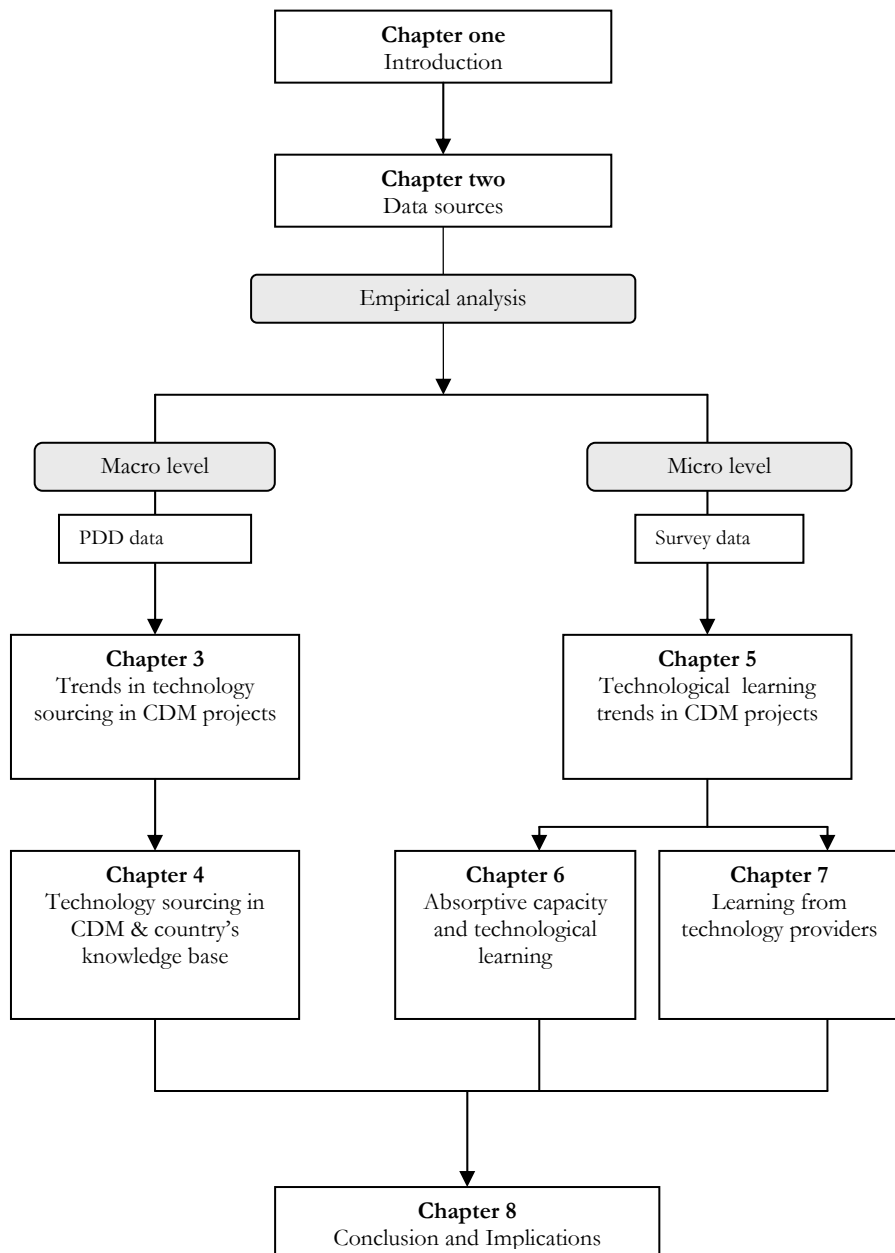 Chapter one
Introduction
Chapter two
Data sources
Empirical analysis
Macro level
Micro level
PDD data
Survey data
Chapter 3
Trends in technology
sourcing in CDM projects
Chapter 5
Technological learning
trends in CDM projects
Chapter 4
Technology sourcing in
CDM & country's
knowledge base
Chapter 6
Absorptive capacity
and technological
learning
Chapter 7
Learning from
technology providers
Chapter 8
Conclusion and Implications